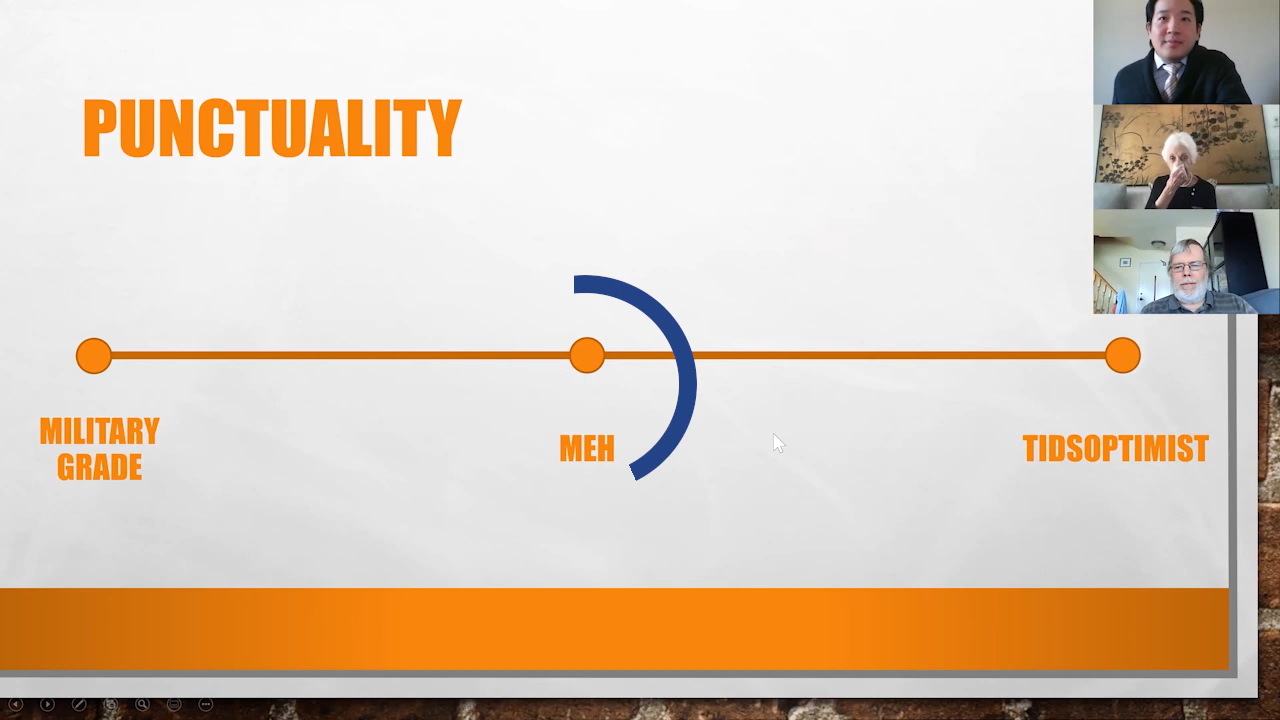 PUNCTUALITY
MILITARY
GRADE
MEH
TIDSOPTIMIST